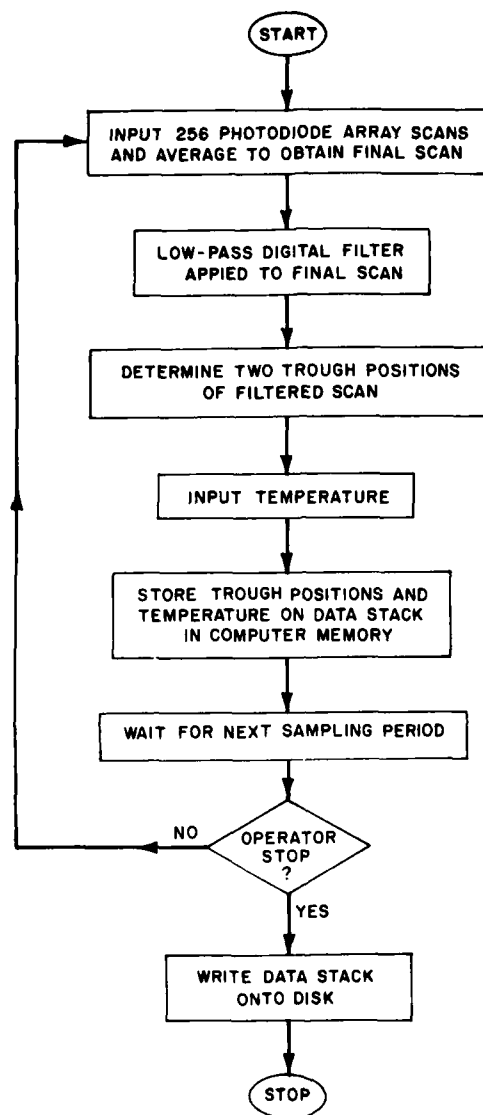 START
INPUT 256 PHOTODIODE ARRAY SCANS
AND AVERAGE TO OBTAIN FINAL SCAN
LOW-PASS DIGITAL FILTER
APPIED TO FINAL SCAN
DETERMINE TWO TROUGH POSITIONS
OF FILTERED SCAN
INPUT TEMPERATURE
STORE TROUGH POSITIONS AND
TEMPERATURE ON DATA STACK
IN COMPUTER MEMORY
WAIT FOR NEXT SAMPLING PERIOD
NO
OPERATOR
STOP
?
YES
WRITE DATA STACK
ONTO DISK
STOP